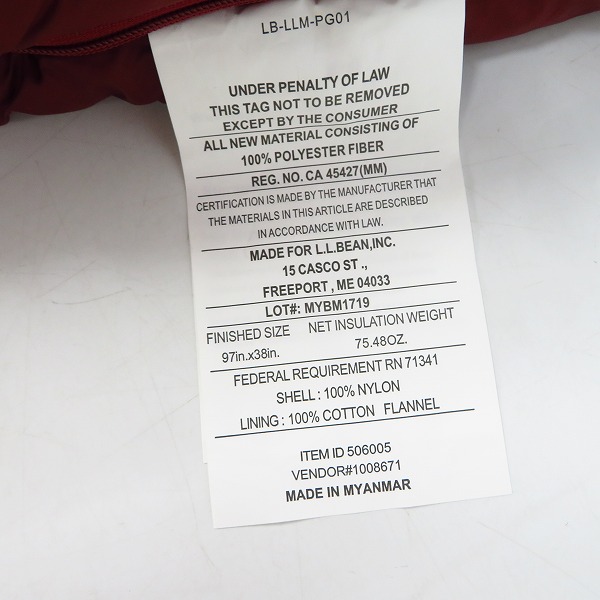 LB-LLM-PG01
UNDER PENALTY OF LAW
THIS TAG NOT TO BE REMOVED
EXCEPT BY THE CONSUMER
ALL NEW MATERIAL CONSISTING OF
100% POLYESTER FIBER
REG. NO. CA 45427(MM)
CERTIFICATION IS MADE BY THE MANUFACTURER THAT
THE MATERIALS IN THIS ARTICLE ARE DESCRIBED
IN ACCORDANCE WITH LAW.
MADE FOR L.L.BEAN,INC.
15 CASCO ST .,
FREEPORT , ME 04033
LOT#: MYBM1719
FINISHED SIZE NET INSULATION WEIGHT
97in.x38in. 75.48OZ.
FEDERAL REQUIREMENT RN 71341
SHELL : 100% NYLON
LINING : 100% COTTON FLANNEL
ITEM ID 506005
VENDOR#1008671
MADE IN MYANMAR